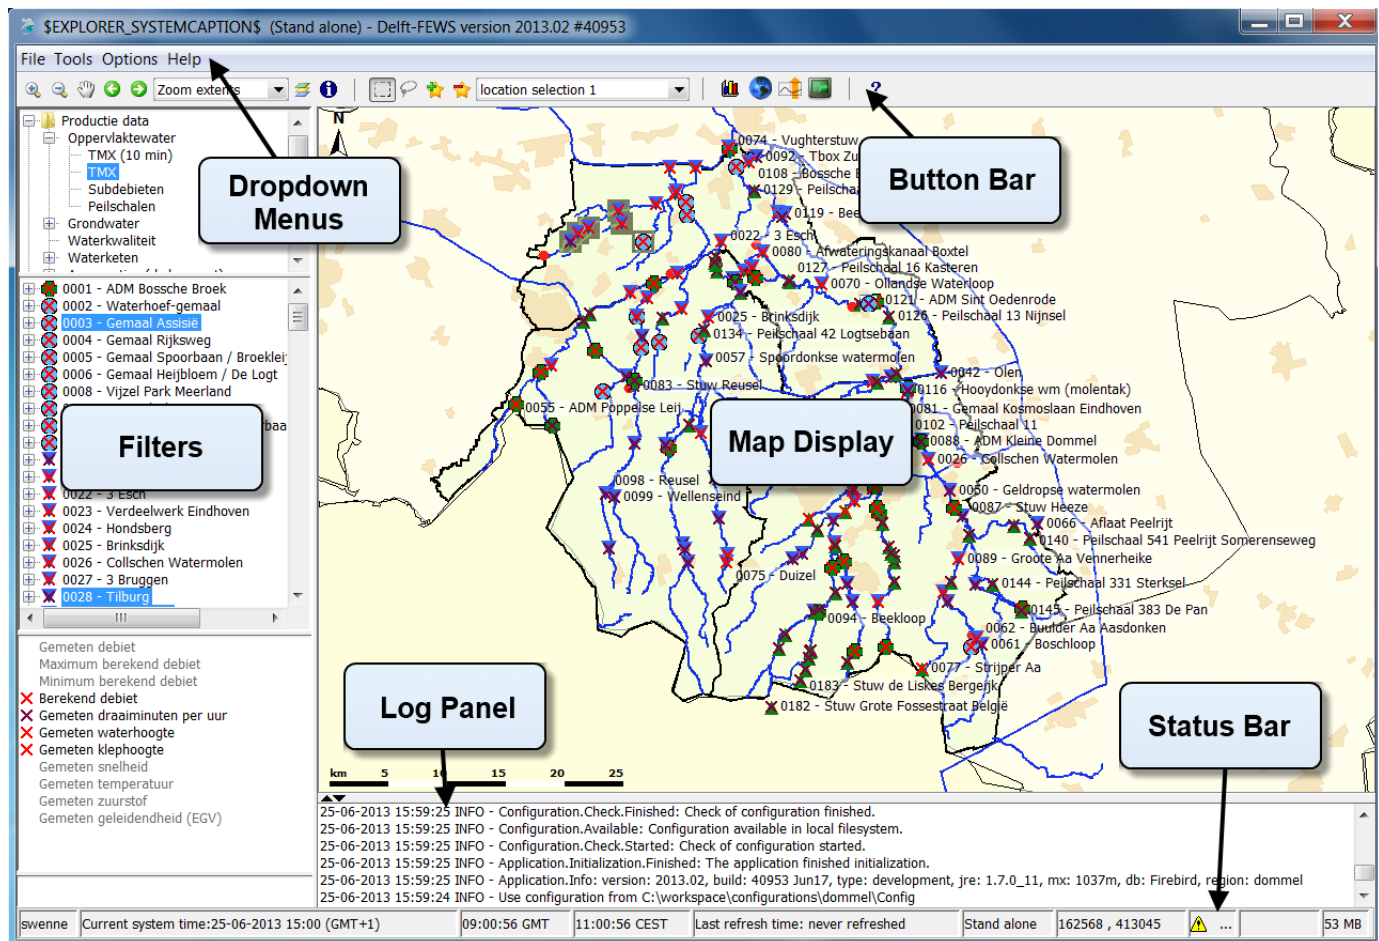 $EXPLORER_SYSTEMCAPTION$ (Stand alone) - Delft-FEWS version 2013.02 #40953
File Tools Options Help
Zoom extents
location selection 1
?
Dropdown Menus
Button Bar
Filters
Map Display
Log Panel
Status Bar
Productie data
Oppervlaktewater
TMX (10 min)
TMX
Subdebieten
Peilschalen
Grondwater
Waterkwaliteit
Waterketen
0001 - ADM Bossche Broek
0002 - Waterhoef-gemaal
0003 - Gemaal Assisië
0004 - Gemaal Rijksweg
0005 - Gemaal Spoorbaan / Broekleij
0006 - Gemaal Heijbloem / De Logt
0008 - Vijzel Park Meerland
0022 - 3 Esch
0023 - Verdeelwerk Eindhoven
0024 - Hondsberg
0025 - Brinksdijk
0026 - Collschen Watermolen
0027 - 3 Bruggen
0028 - Tilburg
Gemeten debiet
Maximum berekend debiet
Minimum berekend debiet
Berekend debiet
Gemeten draaiminuten per uur
Gemeten waterhoogte
Gemeten klephoogte
Gemeten snelheid
Gemeten temperatuur
Gemeten zuurstof
Gemeten geleidendheid (EGV)
N
0074 - Vughterstuw
0092 - Tbox Zu
0108 - Bossche B
0129 - Peilscha
0119 - Bee
0022 - 3 Esch
0080 - Afwateringskanaal Boxtel
0127 - Peilschaal 16 Kasteren
0070 - Ollandse Waterloop
0121 - ADM Sint Oedenrode
0126 - Peilschaal 13 Nijnsel
0025 - Brinksdijk
0134 - Peilschaal 42 Logtsebaan
0057 - Spoordonkse watermolen
0042 - Olen
0083 - Stuw Reusel
0116 - Hooydonkse wm (molentak)
0055 - ADM Poppelse Leij
0081 - Gemaal Kosmoslaan Eindhoven
0102 - Peilschaal 11
0088 - ADM Kleine Dommel
0026 - Collschen Watermolen
0098 - Reusel
0099 - Wellenseind
0050 - Geldropse watermolen
0087 - Stuw Heeze
0066 - Aflaat Peelrijt
0140 - Peilschaal 541 Peelrijt Somerenseweg
0089 - Groote Aa Vennerheike
0075 - Duizel
0144 - Peilschaal 331 Sterksel
0145 - Peilschaal 383 De Pan
0094 - Beekloop
0062 - Buulder Aa Aasdonken
0061 - Boschloop
0077 - Strijper Aa
0183 - Stuw de Liskes Bergeijk
0182 - Stuw Grote Fossestraat België
km 5 10 15 20 25
25-06-2013 15:59:25 INFO - Configuration.Check.Finished: Check of configuration finished.
25-06-2013 15:59:25 INFO - Configuration.Available: Configuration available in local filesystem.
25-06-2013 15:59:25 INFO - Configuration.Check.Started: Check of configuration started.
25-06-2013 15:59:25 INFO - Application.Initialization.Finished: The application finished initialization.
25-06-2013 15:59:25 INFO - Application.Info: version: 2013.02, build: 40953 Jun17, type: development, jre: 1.7.0_11, mx: 1037m, db: Firebird, region: dommel
25-06-2013 15:59:24 INFO - Use configuration from C:\workspace\configurations\dommel\Config
swenne Current system time:25-06-2013 15:00 (GMT+1) 09:00:56 GMT 11:00:56 CEST Last refresh time: never refreshed Stand alone 162568 , 413045 ... 53 MB